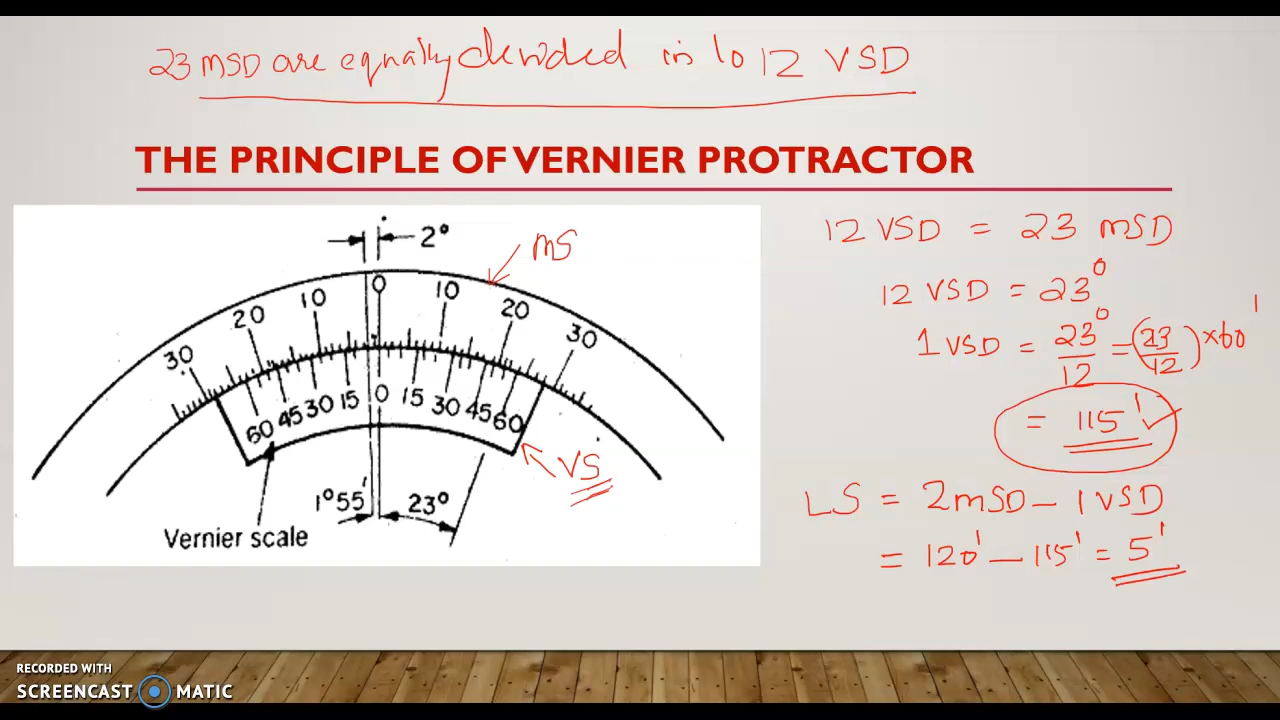 23 MSD are equally devided in to 12 VSD
THE PRINCIPLE OF VERNIER PROTRACTOR
2°
MS
30 20 10 0 10 20 30
60 45 30 15 0 15 30 45 60
VS
1°55' 23°
Vernier scale
12 VSD = 23 MSD
12 VSD = 23°
1 VSD = 23°/12 = (23/12) × 60'
= 115'
LS = 2MSD - 1 VSD
= 120' - 115' = 5'
RECORDED WITH
SCREENCAST MATIC